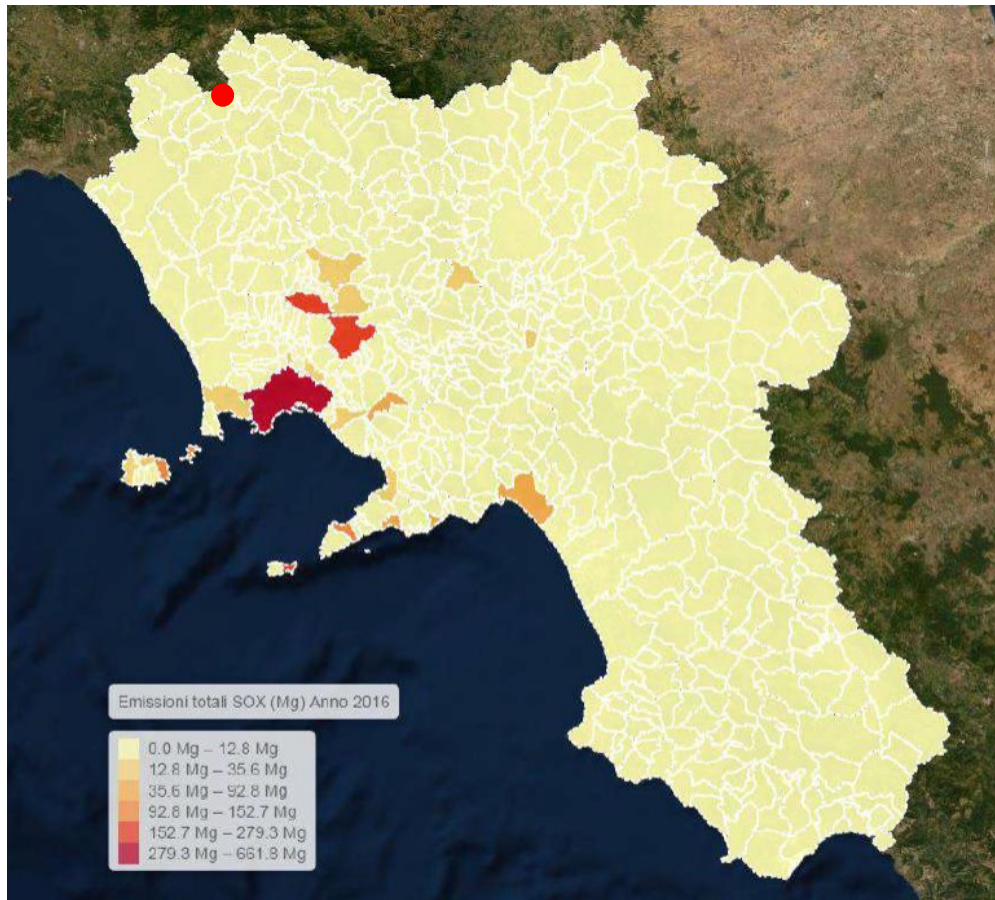 Emissioni totali SOX (Mg) Anno 2016
0.0 Mg – 12.8 Mg
12.8 Mg – 35.6 Mg
35.6 Mg – 92.8 Mg
92.8 Mg – 152.7 Mg
152.7 Mg – 279.3 Mg
279.3 Mg – 661.8 Mg